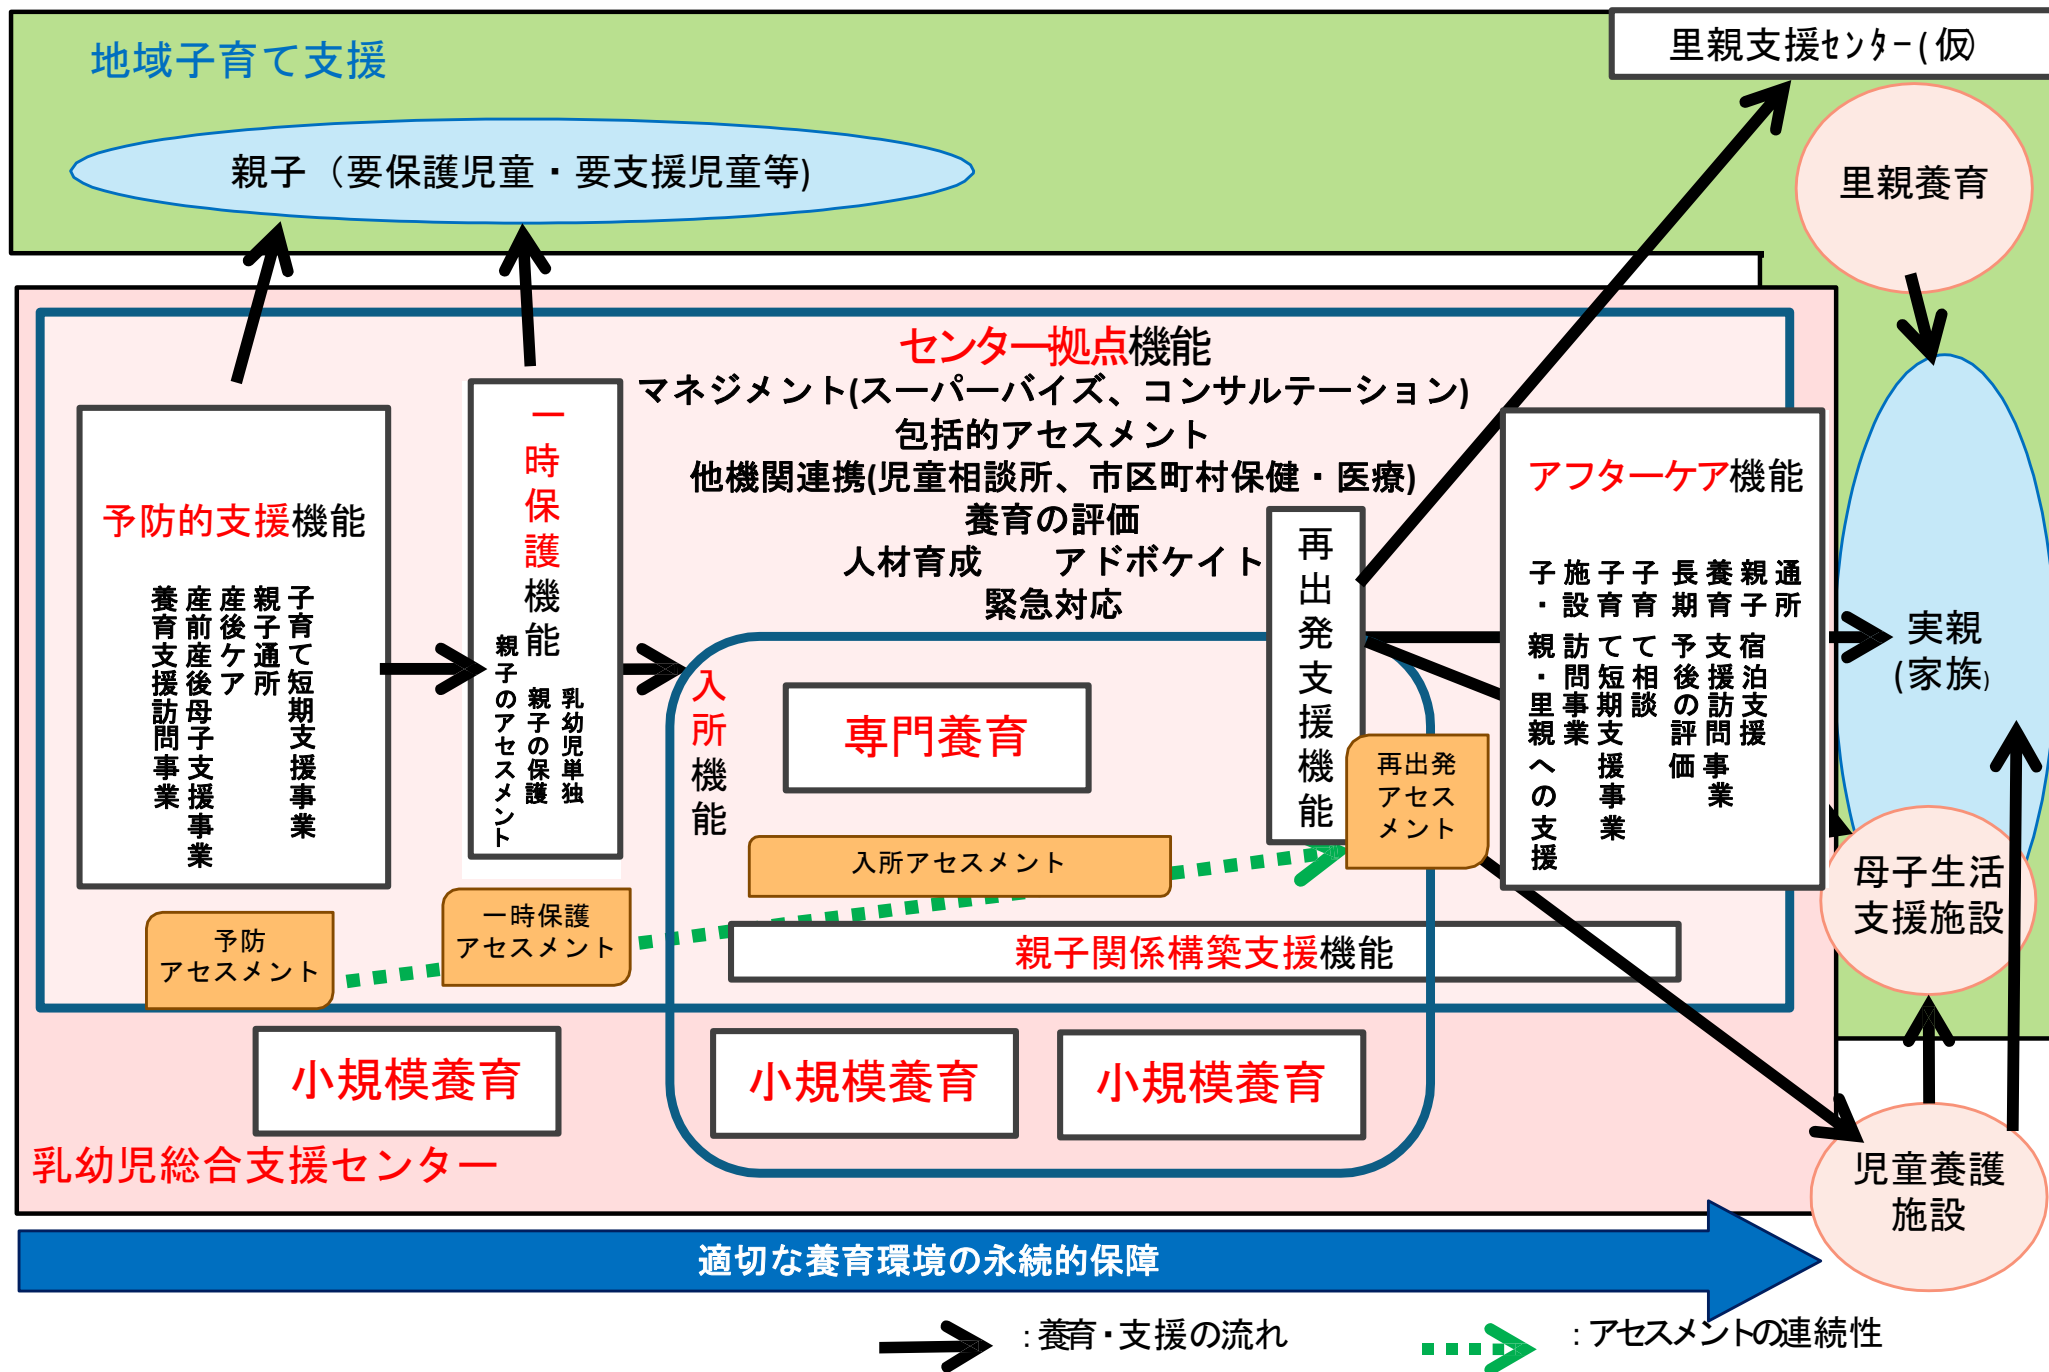 地域子育て支援
里親支援センター(仮)
親子（要保護児童・要支援児童等)
里親養育
センター拠点機能
マネジメント(スーパーバイズ、コンサルテーション)
包括的アセスメント
他機関連携(児童相談所、市区町村保健・医療)
養育の評価
人材育成　　アドボケイト
緊急対応
予防的支援機能
子育て短期支援事業
親子通所
産後ケア
産前産後母子支援事業
養育支援訪問事業
一時保護機能
乳幼児単独
親子の保護
親子のアセスメント
入所機能
専門養育
再出発支援機能
アフターケア機能
通所
親子　宿泊支援
養育支援訪問事業
長期　予後の評価
子育て相談
子育て短期支援事業
施設訪問事業
子・親・里親への支援
実親
(家族)
再出発
アセス
メント
入所アセスメント
一時保護
アセスメント
予防
アセスメント
親子関係構築支援機能
母子生活
支援施設
小規模養育
小規模養育
小規模養育
乳幼児総合支援センター
児童養護
施設
適切な養育環境の永続的保障
：養育・支援の流れ
：アセスメントの連続性